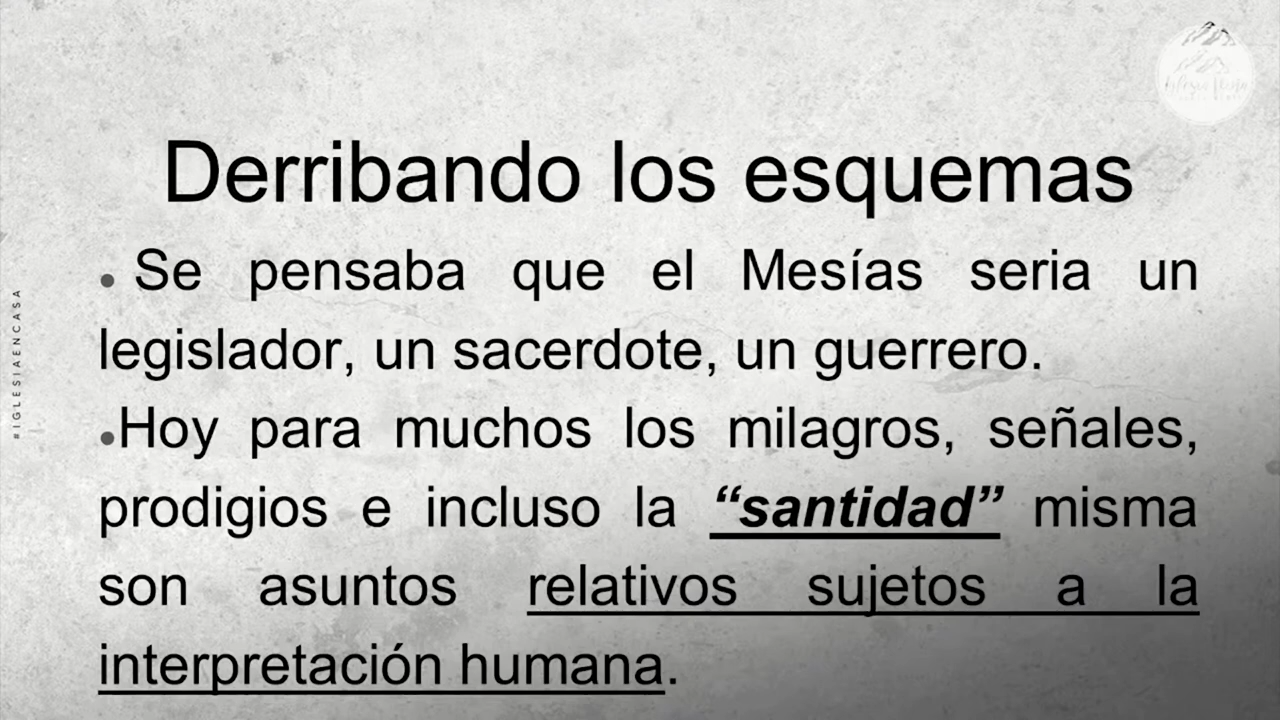 Derribando los esquemas
• Se pensaba que el Mesías seria un
legislador, un sacerdote, un guerrero.
•Hoy para muchos los milagros, señales,
prodigios e incluso la “santidad” misma
son asuntos relativos sujetos a la
interpretación humana.
#IGLESIAENCASA